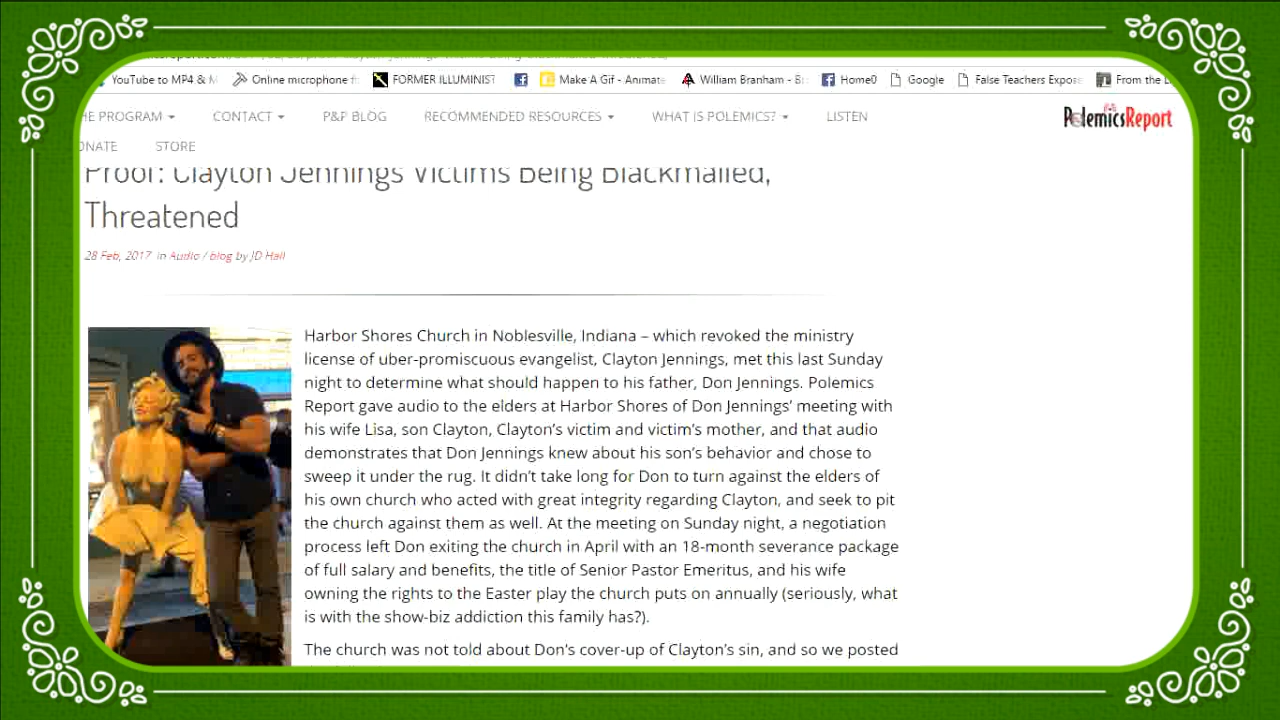 YouTube to MP4 & M
Online microphone f
FORMER ILLUMINIST
Make A Gif - Animate
William Branham - B
Home0
Google
False Teachers Expos
From the L
HE PROGRAM
CONTACT
P&P BLOG
RECOMMENDED RESOURCES
WHAT IS POLEMICS?
LISTEN
PolemicsReport
ONATE
STORE
Proof: Clayton Jennings Victims Being Blackmailed,
Threatened
28 Feb, 2017 in Audio / blog by JD Hall
Harbor Shores Church in Noblesville, Indiana – which revoked the ministry
license of uber-promiscuous evangelist, Clayton Jennings, met this last Sunday
night to determine what should happen to his father, Don Jennings. Polemics
Report gave audio to the elders at Harbor Shores of Don Jennings’ meeting with
his wife Lisa, son Clayton, Clayton’s victim and victim’s mother, and that audio
demonstrates that Don Jennings knew about his son’s behavior and chose to
sweep it under the rug. It didn’t take long for Don to turn against the elders of
his own church who acted with great integrity regarding Clayton, and seek to pit
the church against them as well. At the meeting on Sunday night, a negotiation
process left Don exiting the church in April with an 18-month severance package
of full salary and benefits, the title of Senior Pastor Emeritus, and his wife
owning the rights to the Easter play the church puts on annually (seriously, what
is with the show-biz addiction this family has?).
The church was not told about Don’s cover-up of Clayton’s sin, and so we posted